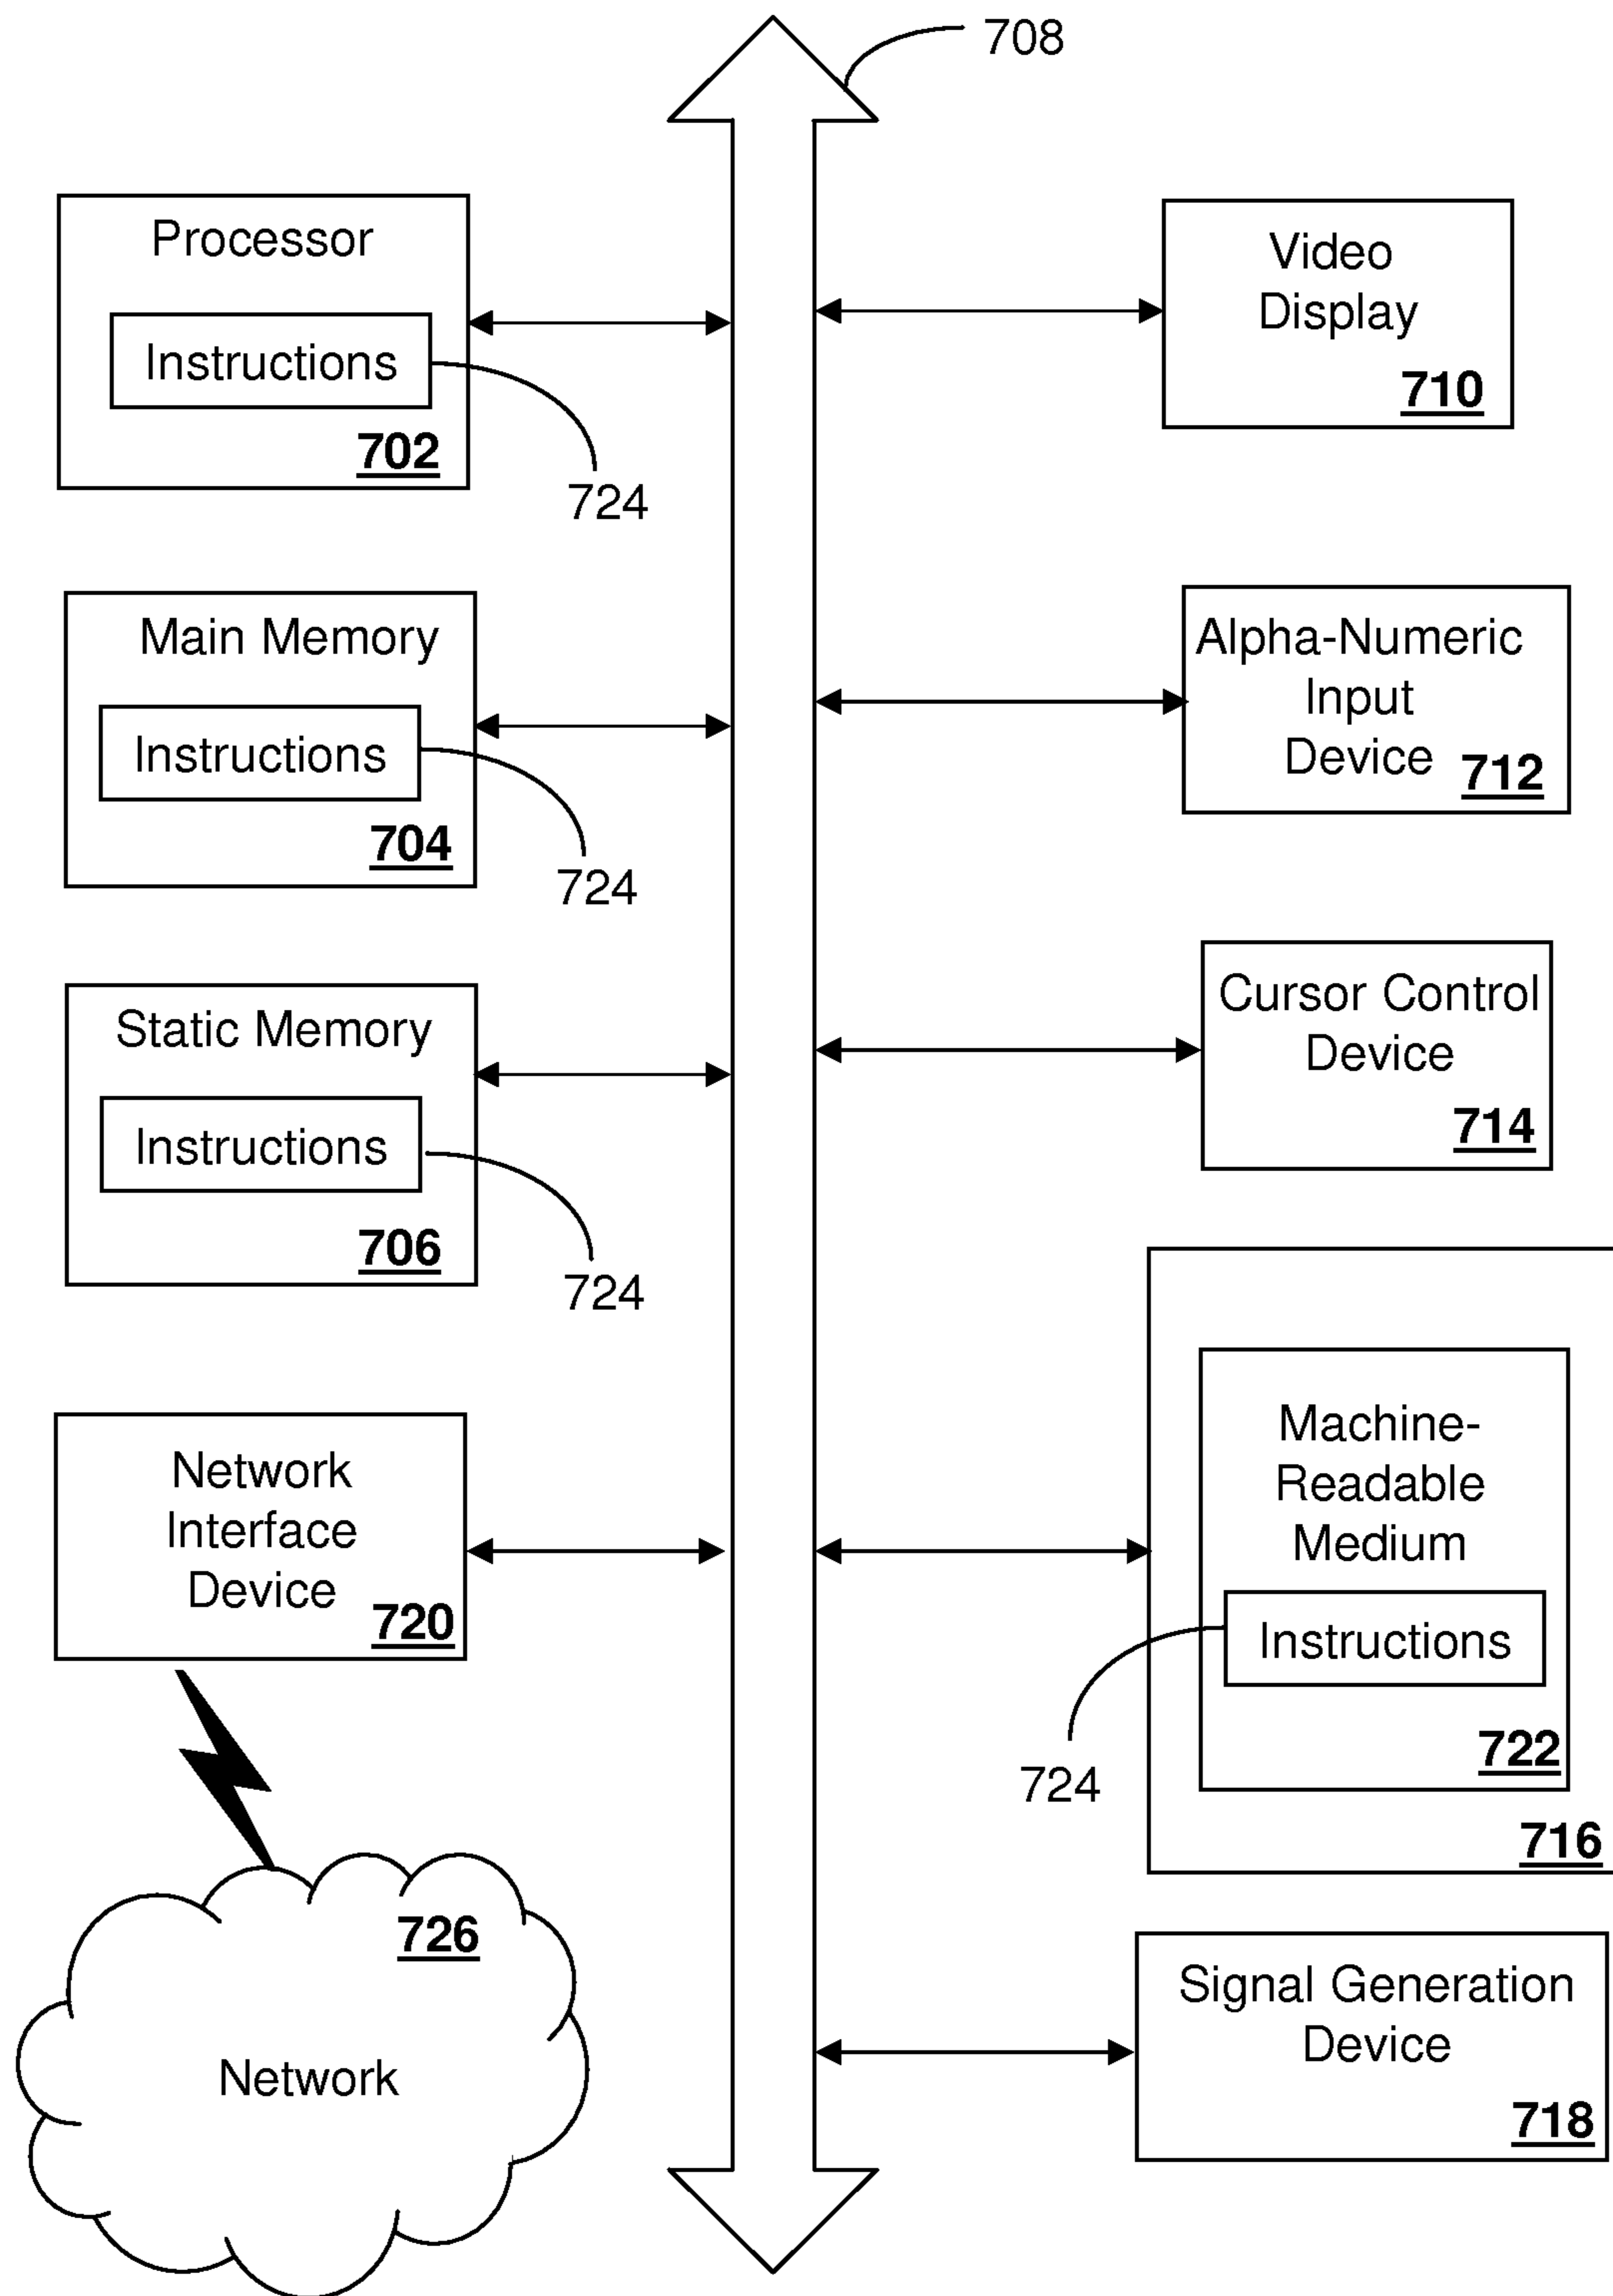 708
Processor
Instructions
702
724
Video
Display
710
Main Memory
Instructions
704
724
Alpha-Numeric
Input
Device
712
Static Memory
Instructions
706
724
Cursor Control
Device
714
Network
Interface
Device
720
Machine-
Readable
Medium
Instructions
722
724
716
726
Network
Signal Generation
Device
718